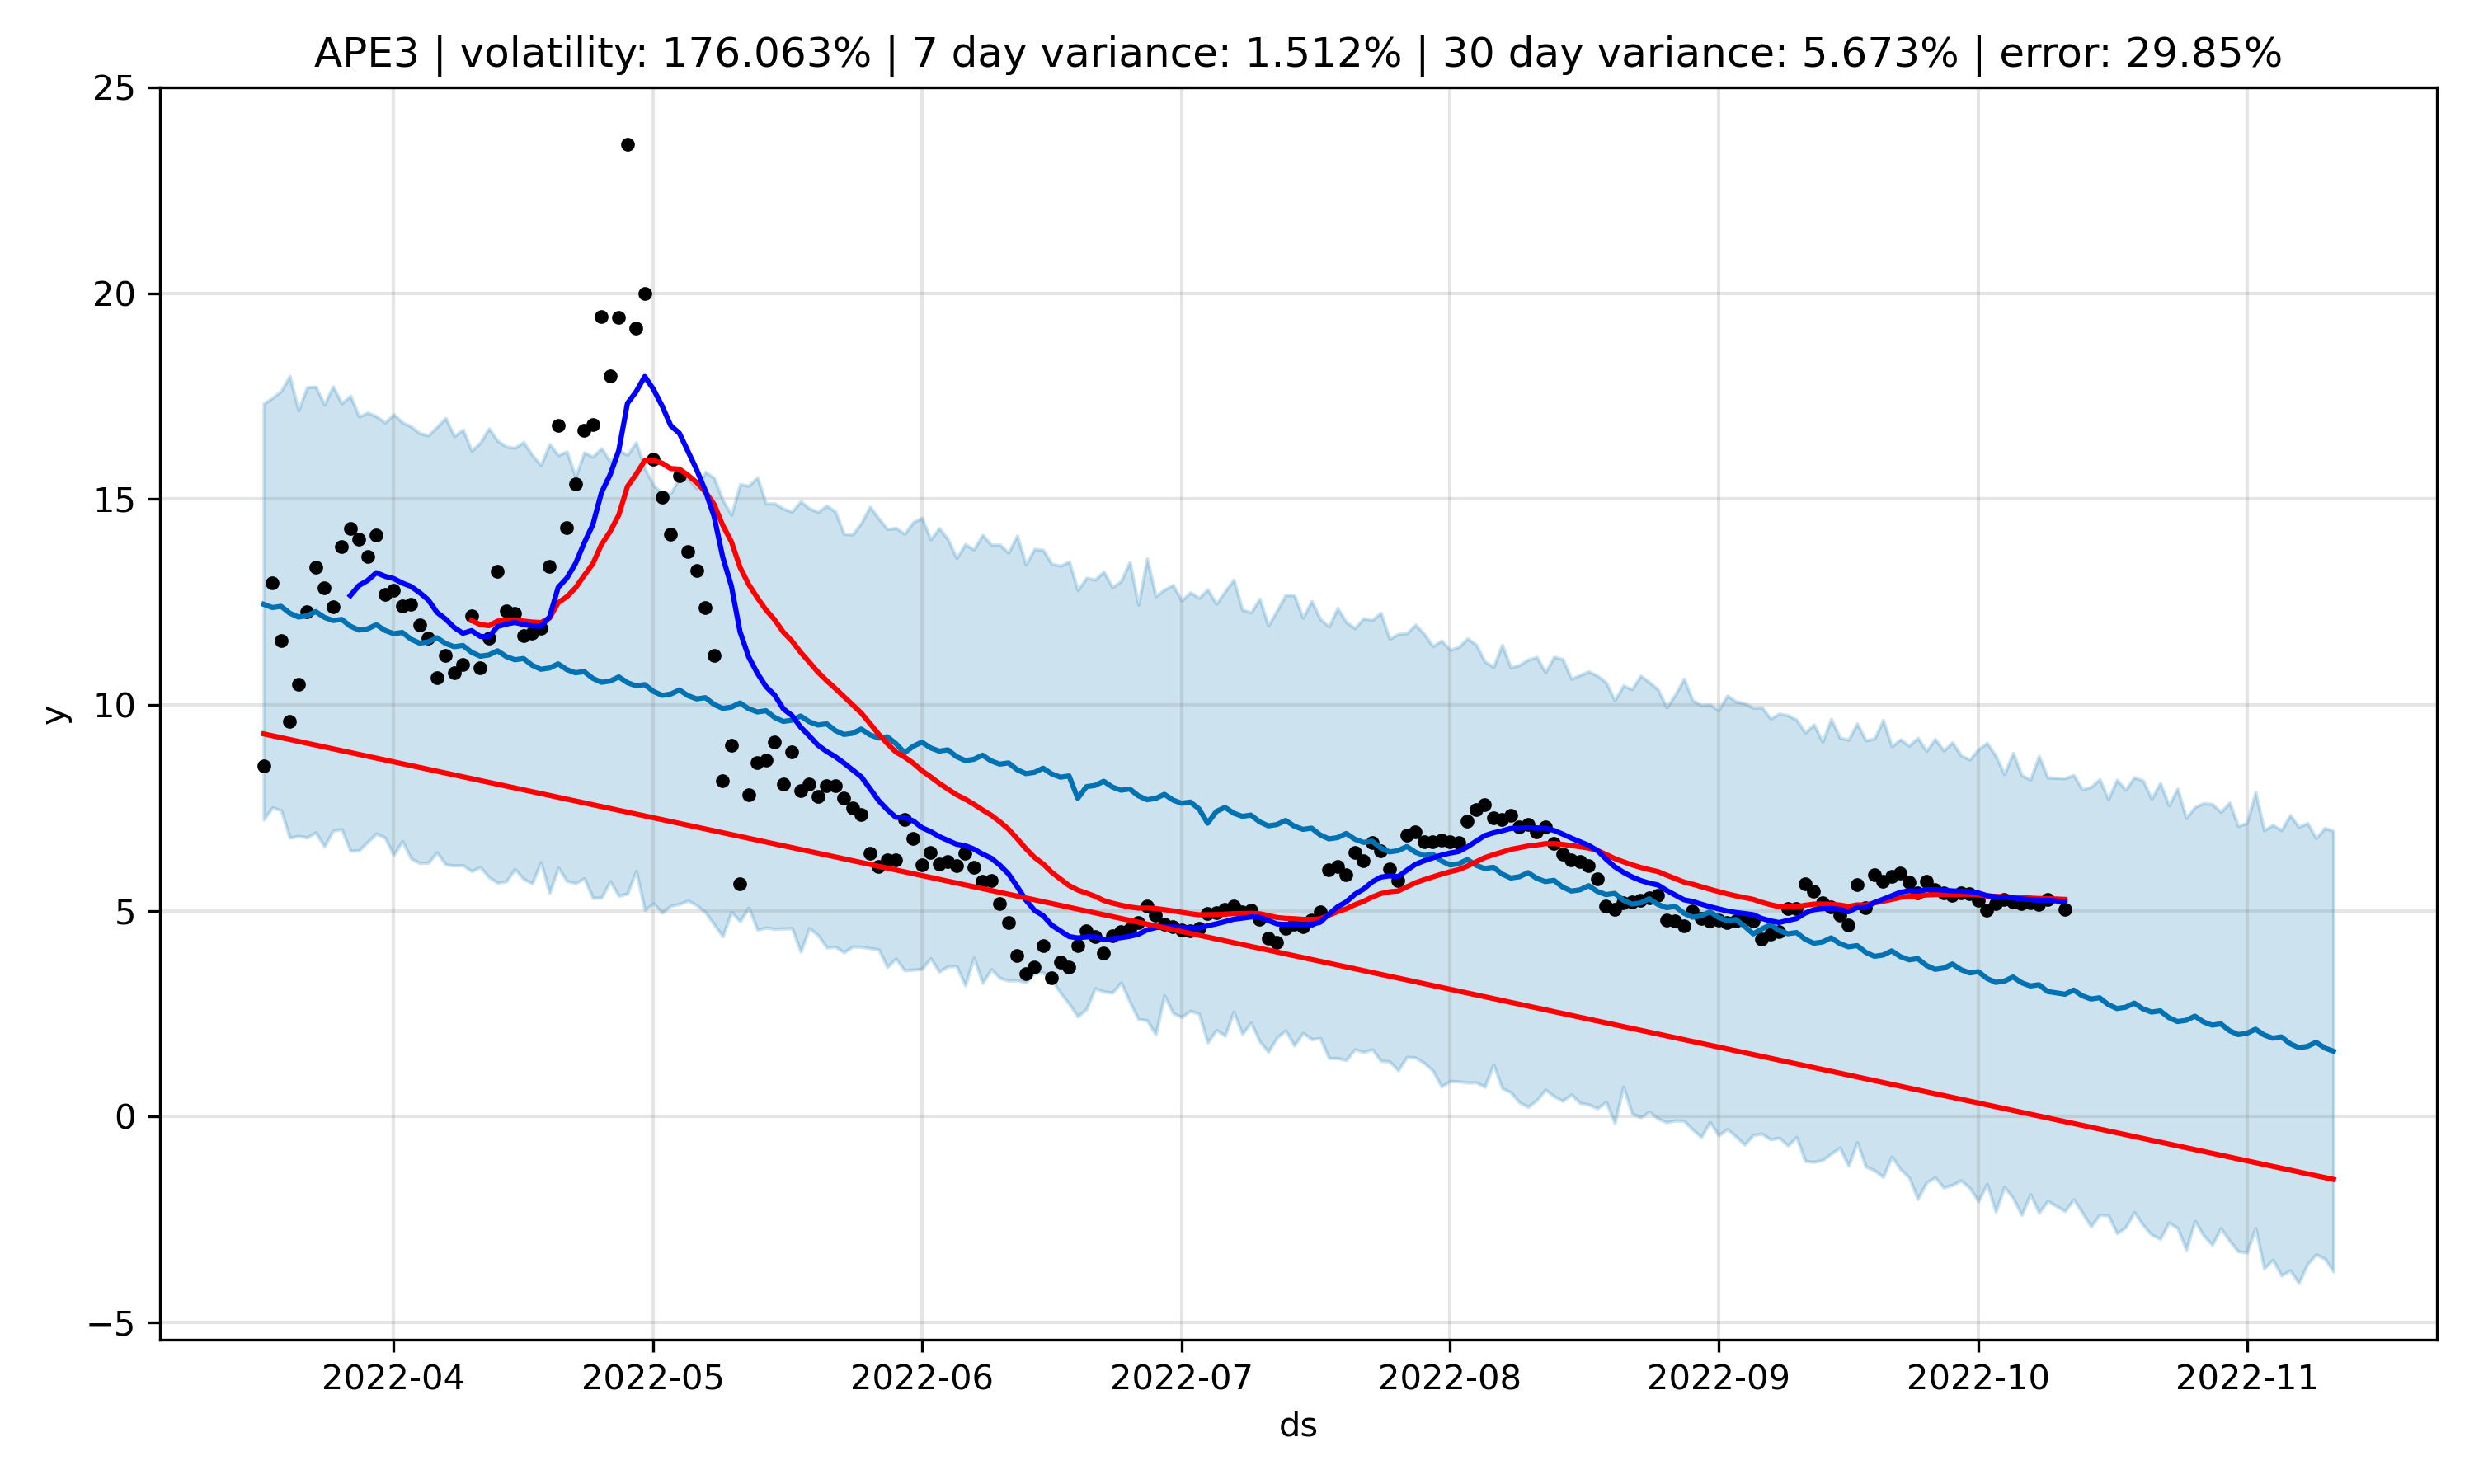 APE3 | volatility: 176.063% | 7 day variance: 1.512% | 30 day variance: 5.673% | error: 29.85%
25
20
15
10
5
0
−5
y
2022-04 2022-05 2022-06 2022-07 2022-08 2022-09 2022-10 2022-11
ds